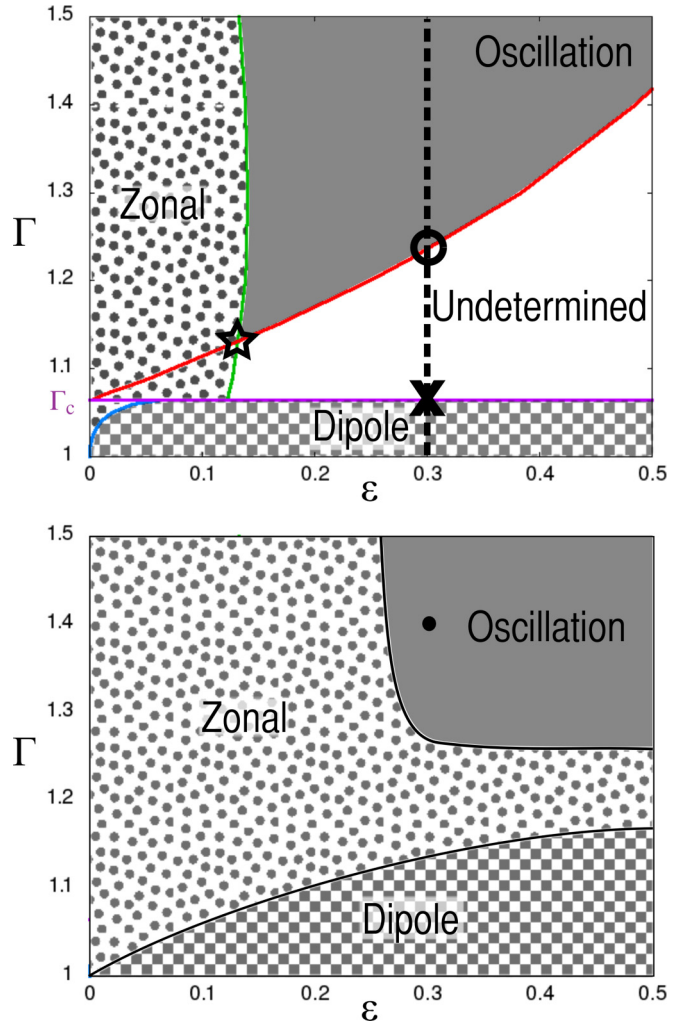 1.5
Oscillation
1.4
1.3
Zonal
Γ
1.2
Undetermined
1.1
Γc
Dipole
1
0 0.1 0.2 0.3 0.4 0.5
ε
1.5
1.4
Oscillation
1.3
Zonal
Γ
1.2
1.1
Dipole
1
0 0.1 0.2 0.3 0.4 0.5
ε